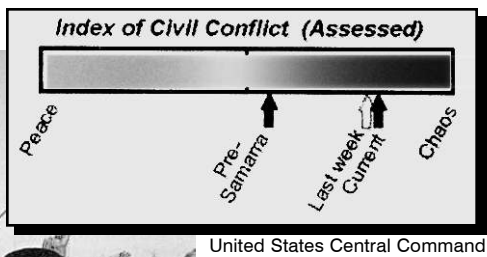 Index of Civil Conflict (Assessed)
Peace
Pre-
Samarra
Last week
Current
Chaos
United States Central Command